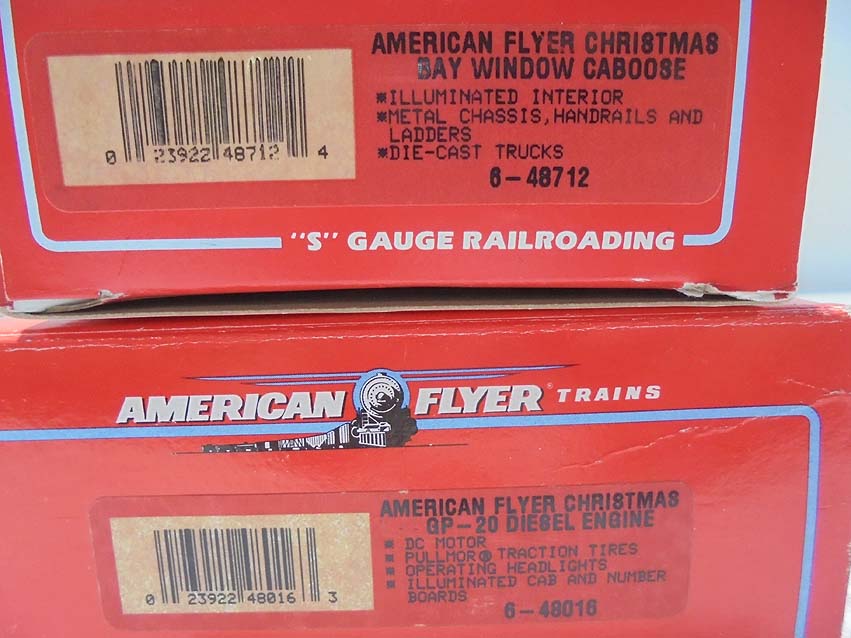 AMERICAN FLYER CHRISTMAS
BAY WINDOW CABOOSE
*ILLUMINATED INTERIOR
*METAL CHASSIS, HANDRAILS AND
LADDERS
*DIE-CAST TRUCKS
6-48712
0 23922 48712 4
"S" GAUGE RAILROADING
AMERICAN FLYER TRAINS
AMERICAN FLYER CHRISTMAS
GP-20 DIESEL ENGINE
* DC MOTOR
* PULLMOR® TRACTION TIRES
* OPERATING HEADLIGHTS
* ILLUMINATED CAB AND NUMBER
BOARDS
6-48016
0 23922 48016 3